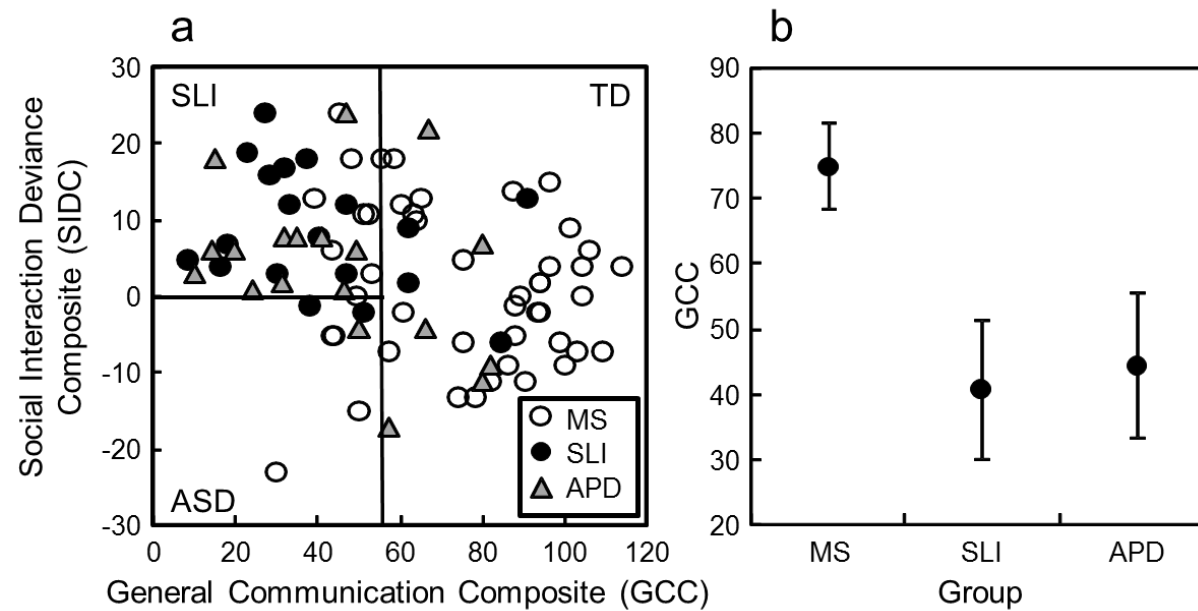 a
b
Social Interaction Deviance
Composite (SIDC)
30
20
10
0
-10
-20
-30
SLI
TD
ASD
MS
SLI
APD
0 20 40 60 80 100 120
General Communication Composite (GCC)
GCC
90
80
70
60
50
40
30
20
MS SLI APD
Group